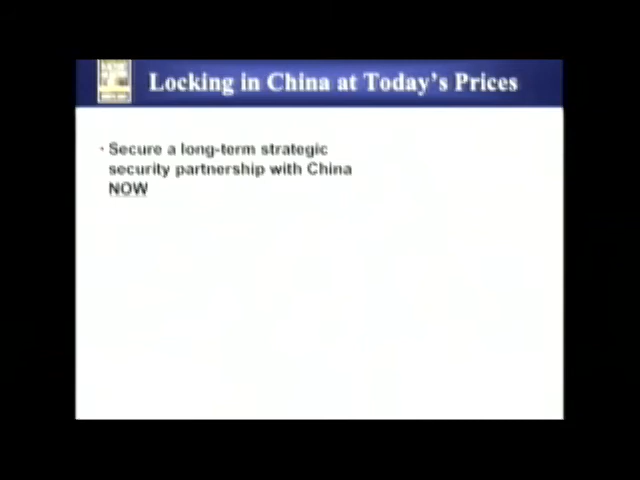 Locking in China at Today's Prices
· Secure a long-term strategic
security partnership with China
NOW